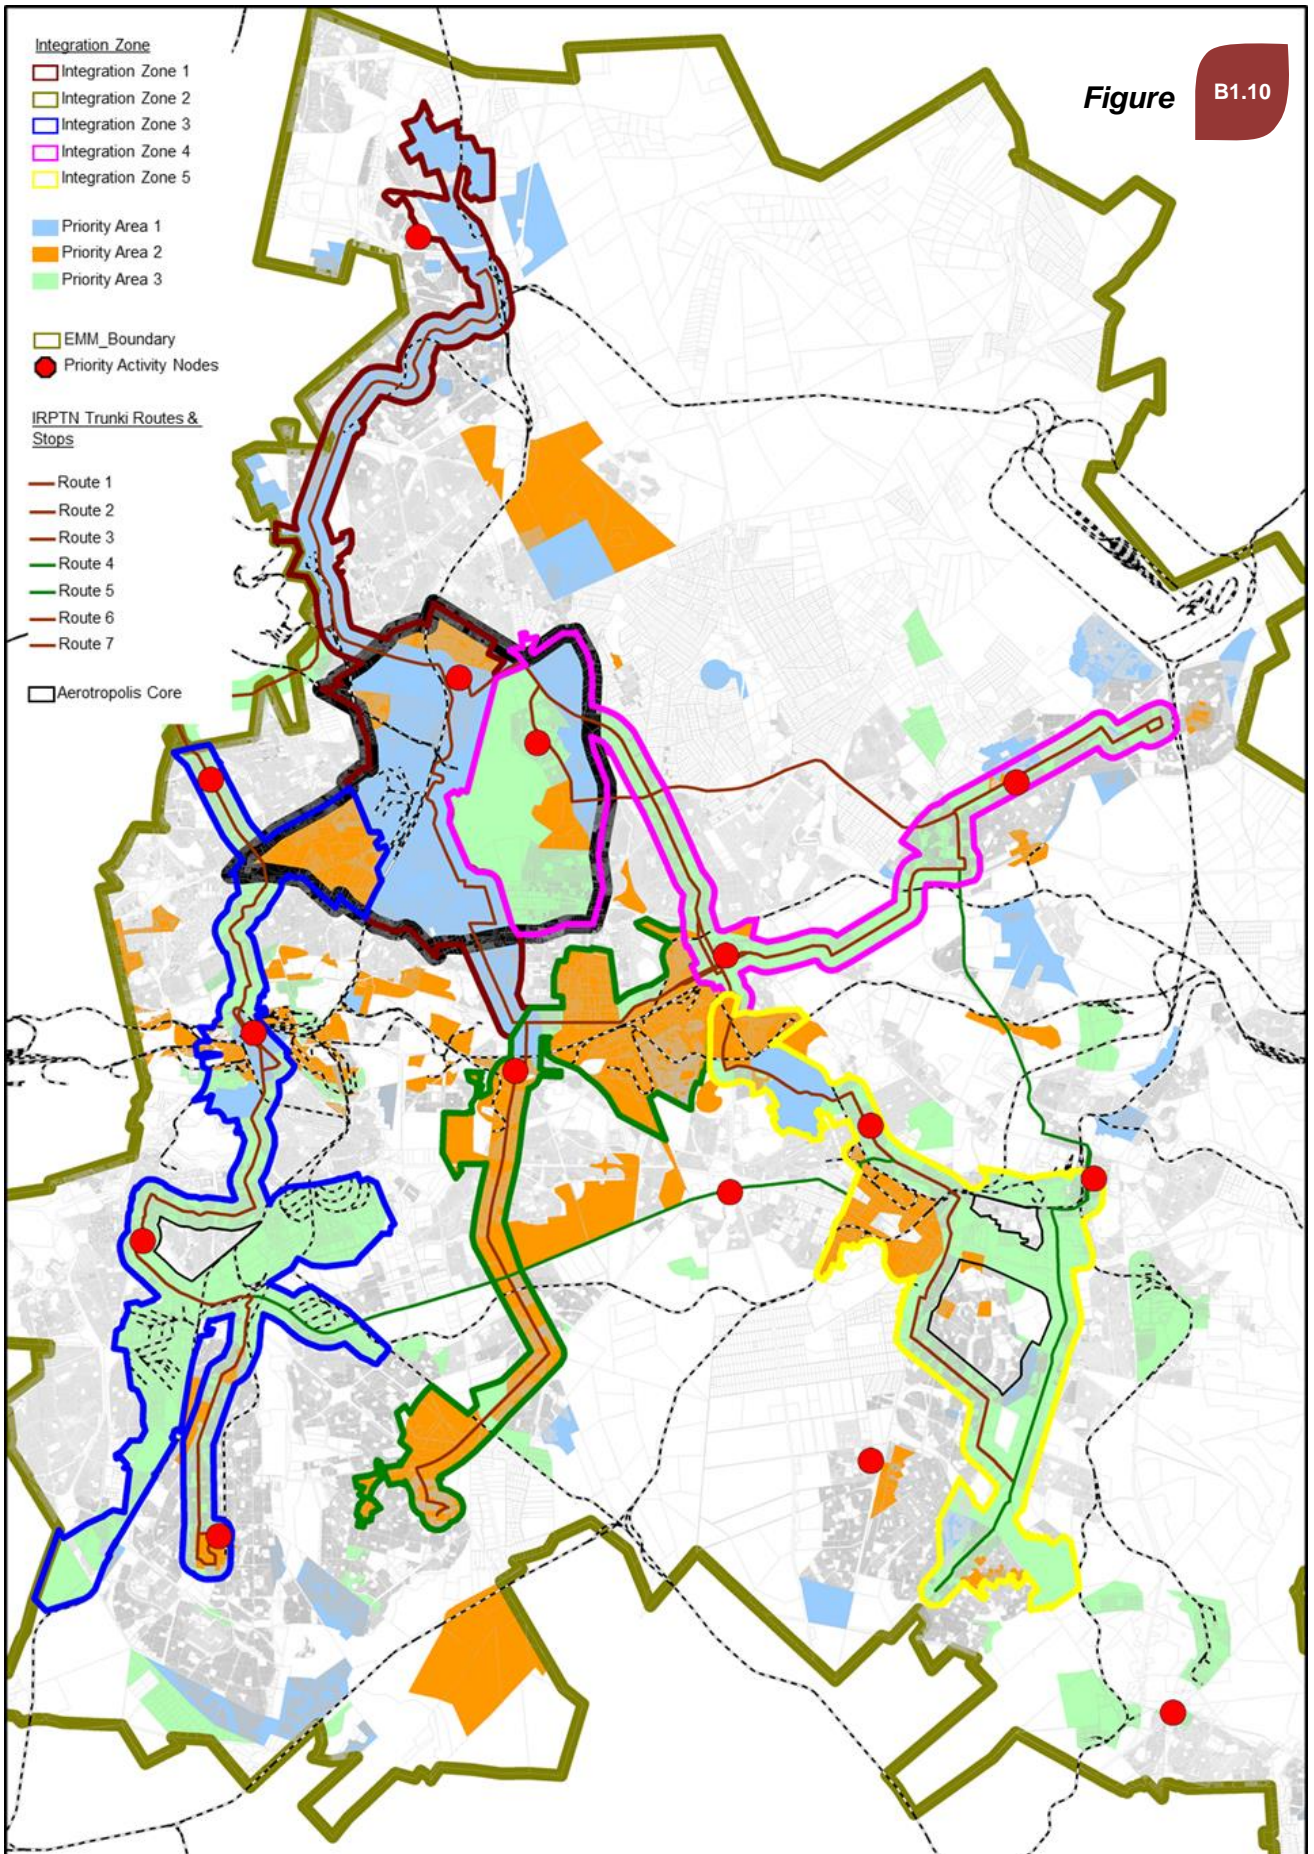 Integration Zone
Integration Zone 1
Integration Zone 2
Integration Zone 3
Integration Zone 4
Integration Zone 5
Priority Area 1
Priority Area 2
Priority Area 3
EMM_Boundary
Priority Activity Nodes
IRPTN Trunki Routes &
Stops
Route 1
Route 2
Route 3
Route 4
Route 5
Route 6
Route 7
Aerotropolis Core
Figure B1.10